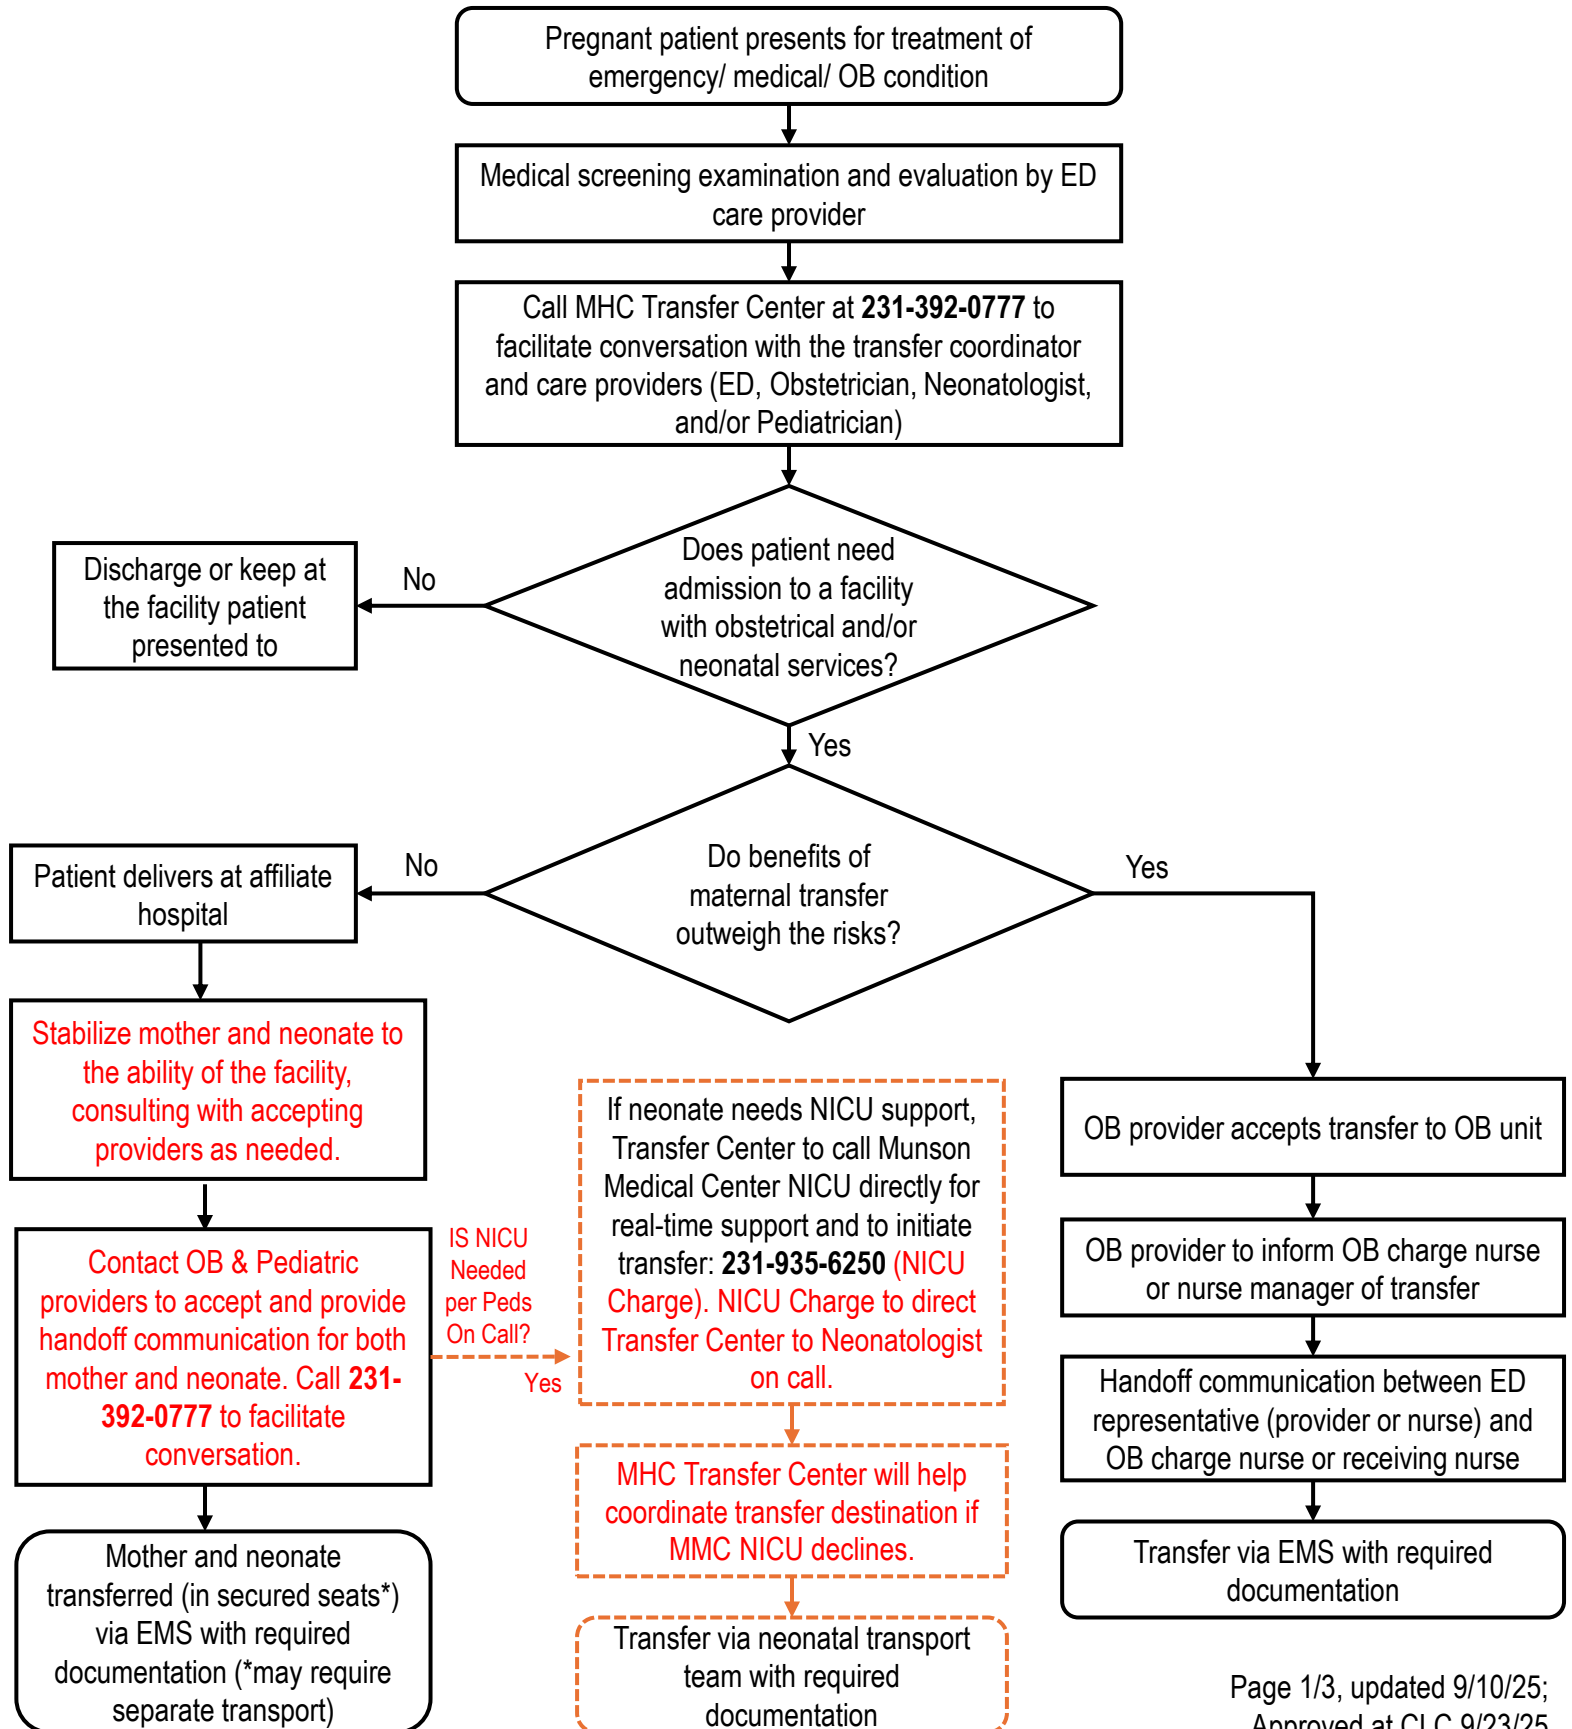 Pregnant patient presents for treatment of
emergency/ medical/ OB condition
Medical screening examination and evaluation by ED
care provider
Call MHC Transfer Center at 231-392-0777 to
facilitate conversation with the transfer coordinator
and care providers (ED, Obstetrician, Neonatologist,
and/or Pediatrician)
Does patient need
admission to a facility
with obstetrical and/or
neonatal services?
No
Discharge or keep at
the facility patient
presented to
Yes
Do benefits of
maternal transfer
outweigh the risks?
No
Yes
Patient delivers at affiliate
hospital
Stabilize mother and neonate to
the ability of the facility,
consulting with accepting
providers as needed.
Contact OB & Pediatric
providers to accept and provide
handoff communication for both
mother and neonate. Call 231-
392-0777 to facilitate
conversation.
Mother and neonate
transferred (in secured seats*)
via EMS with required
documentation (*may require
separate transport)
IS NICU
Needed
per Peds
On Call?
Yes
If neonate needs NICU support,
Transfer Center to call Munson
Medical Center NICU directly for
real-time support and to initiate
transfer: 231-935-6250 (NICU
Charge). NICU Charge to direct
Transfer Center to Neonatologist
on call.
MHC Transfer Center will help
coordinate transfer destination if
MMC NICU declines.
Transfer via neonatal transport
team with required
documentation
OB provider accepts transfer to OB unit
OB provider to inform OB charge nurse
or nurse manager of transfer
Handoff communication between ED
representative (provider or nurse) and
OB charge nurse or receiving nurse
Transfer via EMS with required
documentation
Page 1/3, updated 9/10/25;
Approved at CLC 9/23/25